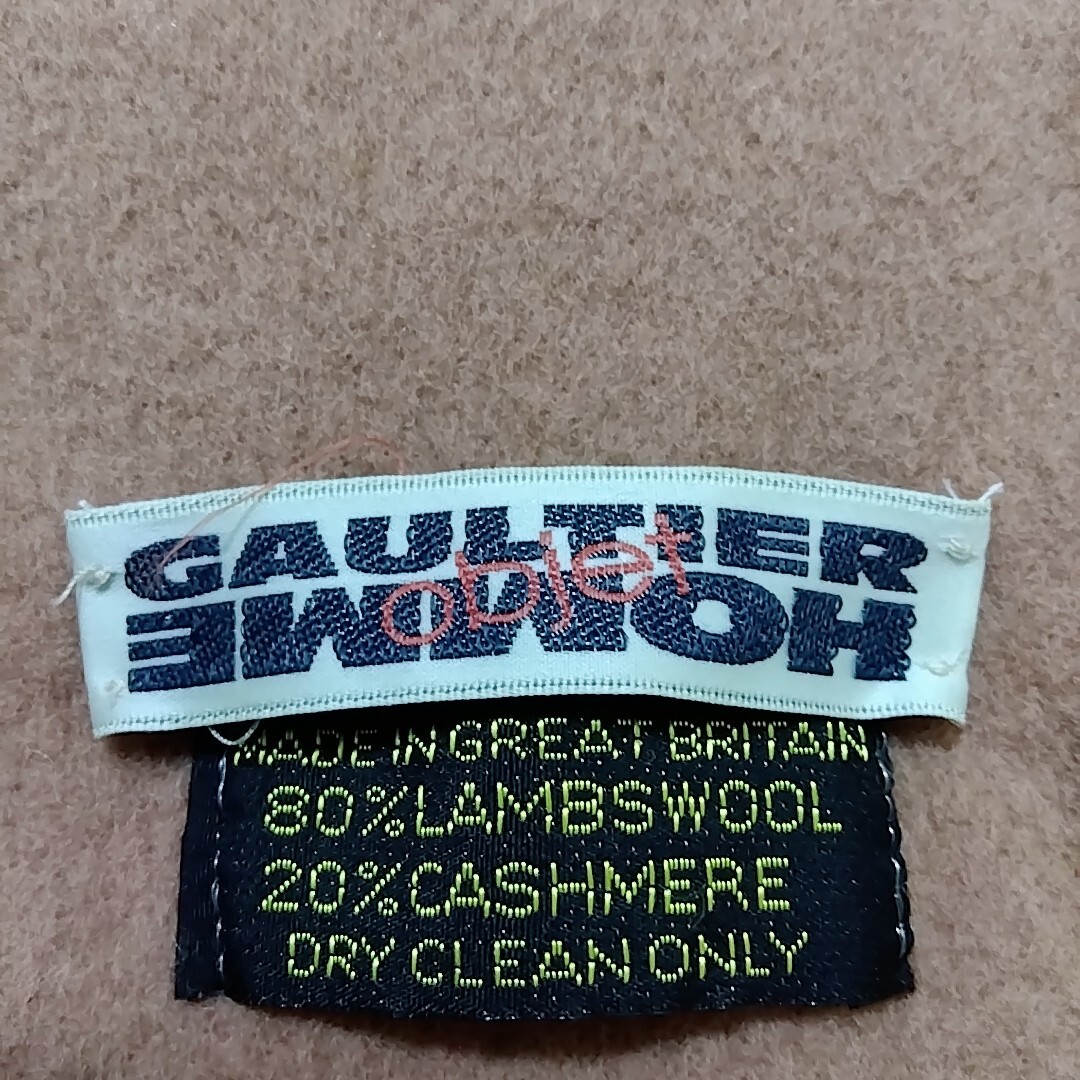 GAULTIER
objet
HOMME
MADE IN GREAT BRITAIN
80% LAMBSWOOL
20% CASHMERE
DRY CLEAN ONLY